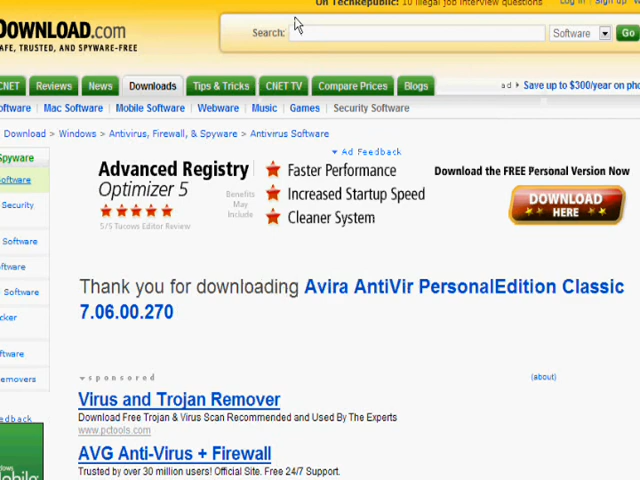 On TechRepublic: 10 illegal job interview questions
Log in | Sign up
DOWNLOAD.com
AFE, TRUSTED, AND SPYWARE-FREE
Search:
Software
Go
CNET
Reviews
News
Downloads
Tips & Tricks
CNET TV
Compare Prices
Blogs
ad
Save up to $300/year on pho
oftware
Mac Software
Mobile Software
Webware
Music
Games
Security Software
Download > Windows > Antivirus, Firewall, & Spyware > Antivirus Software
Spyware
oftware
Security
Software
ftware
Software
cker
ftware
emovers
edback
Ad Feedback
Advanced Registry
Optimizer 5
5/5 Tucows Editor Review
Benefits
May
Include
Faster Performance
Increased Startup Speed
Cleaner System
Download the FREE Personal Version Now
DOWNLOAD
HERE
Thank you for downloading Avira AntiVir PersonalEdition Classic
7.06.00.270
sponsored
(about)
Virus and Trojan Remover
Download Free Trojan & Virus Scan Recommended and Used By The Experts
www.pctools.com
AVG Anti-Virus + Firewall
Trusted by over 30 million users! Official Site. Free 24/7 Support.
ndows
obile